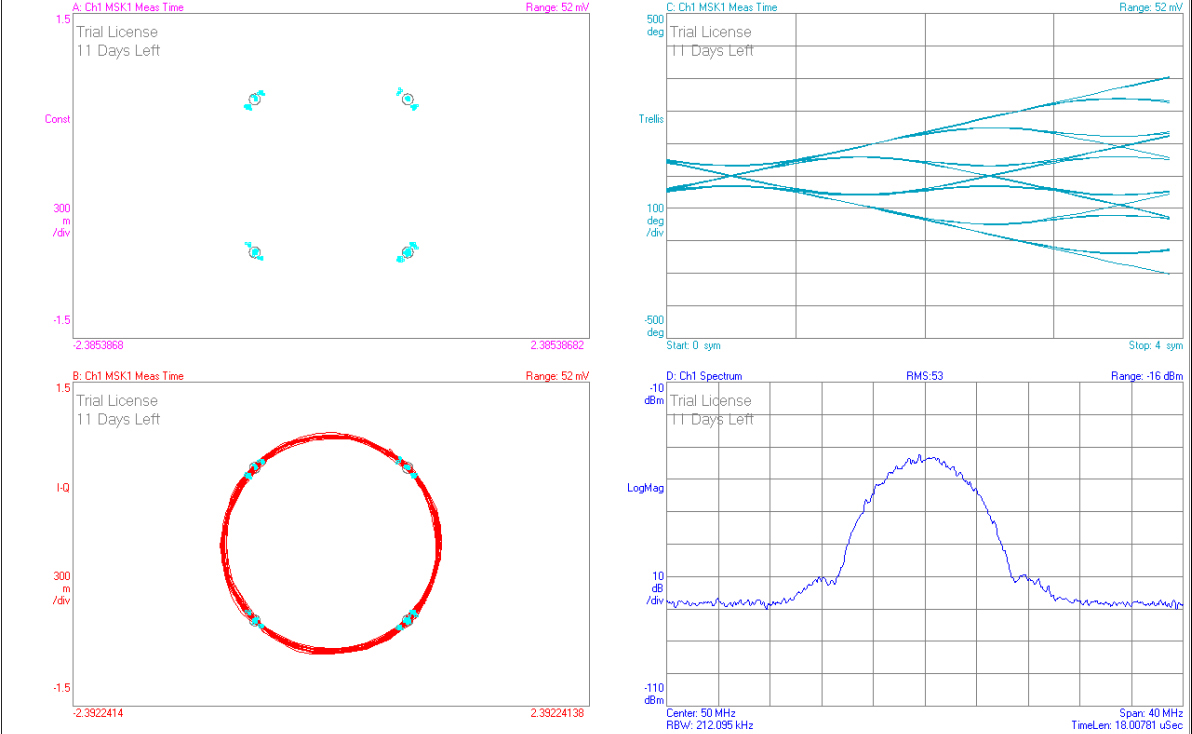 A: Ch1 MSK1 Meas Time
Range: 52 mV
1.5
Trial License
11 Days Left
Const
300
m
/div
-1.5
-2.3853868
2.38538682
C: Ch1 MSK1 Meas Time
Range: 52 mV
500
deg
Trial License
11 Days Left
Trellis
100
deg
/div
-500
deg
Start: 0 sym
Stop: 4 sym
B: Ch1 MSK1 Meas Time
Range: 52 mV
1.5
Trial License
11 Days Left
I-Q
300
m
/div
-1.5
-2.3922414
2.39224138
D: Ch1 Spectrum
RMS:53
Range: -16 dBm
-10
dBm
Trial License
11 Days Left
LogMag
10
dB
/div
-110
dBm
Center: 50 MHz
Span: 40 MHz
RBW: 212.095 kHz
TimeLen: 18.00781 uSec